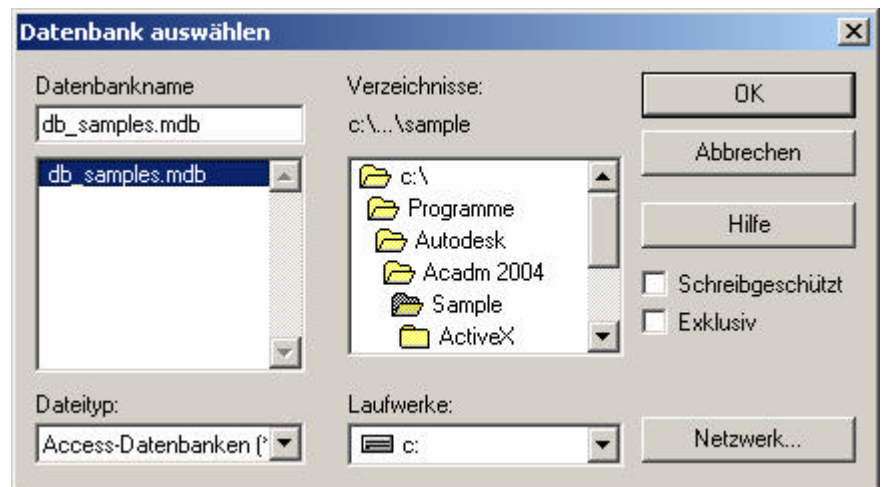 Datenbank auswählen
Datenbankname
db_samples.mdb
db_samples.mdb
Dateityp:
Access-Datenbanken (*
Verzeichnisse:
c:\...\sample
c:\
Programme
Autodesk
Acadm 2004
Sample
ActiveX
Laufwerke:
c:
OK
Abbrechen
Hilfe
Schreibgeschützt
Exklusiv
Netzwerk...